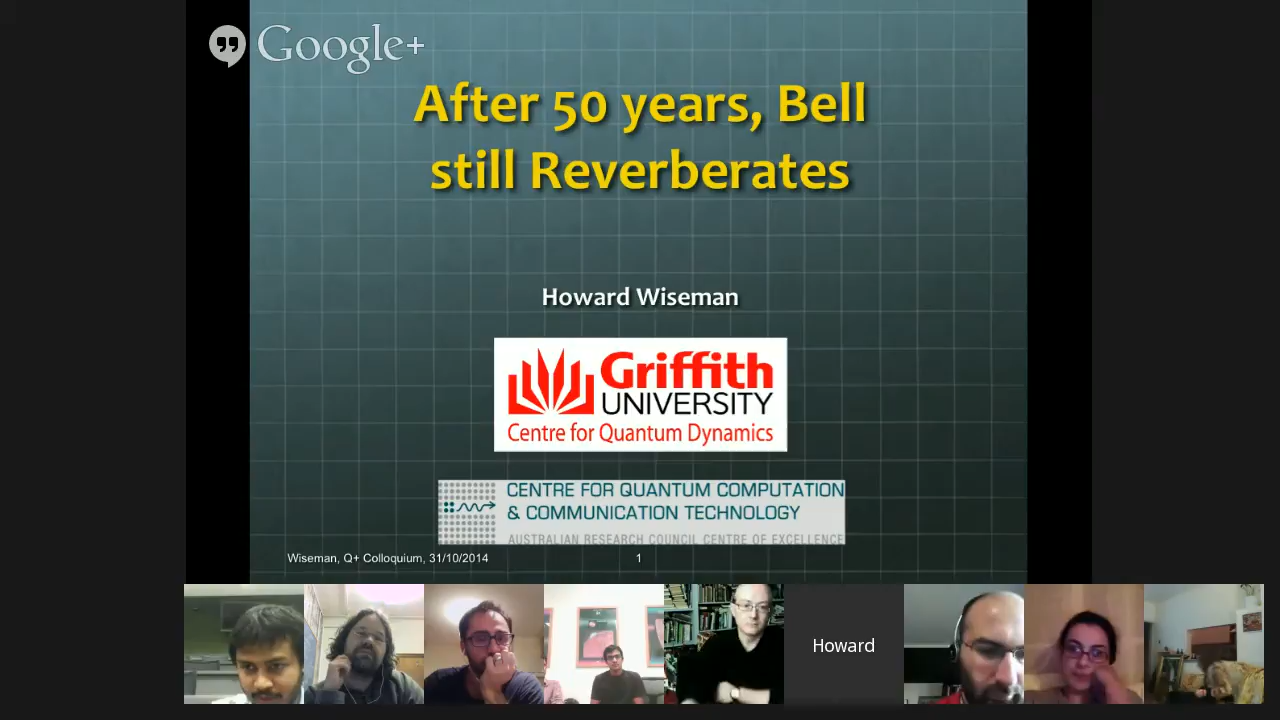 Google+
After 50 years, Bell
still Reverberates
Howard Wiseman
Griffith
UNIVERSITY
Centre for Quantum Dynamics
CENTRE FOR QUANTUM COMPUTATION
& COMMUNICATION TECHNOLOGY
AUSTRALIAN RESEARCH COUNCIL CENTRE OF EXCELLENCE
Wiseman, Q+ Colloquium, 31/10/2014
1
Howard